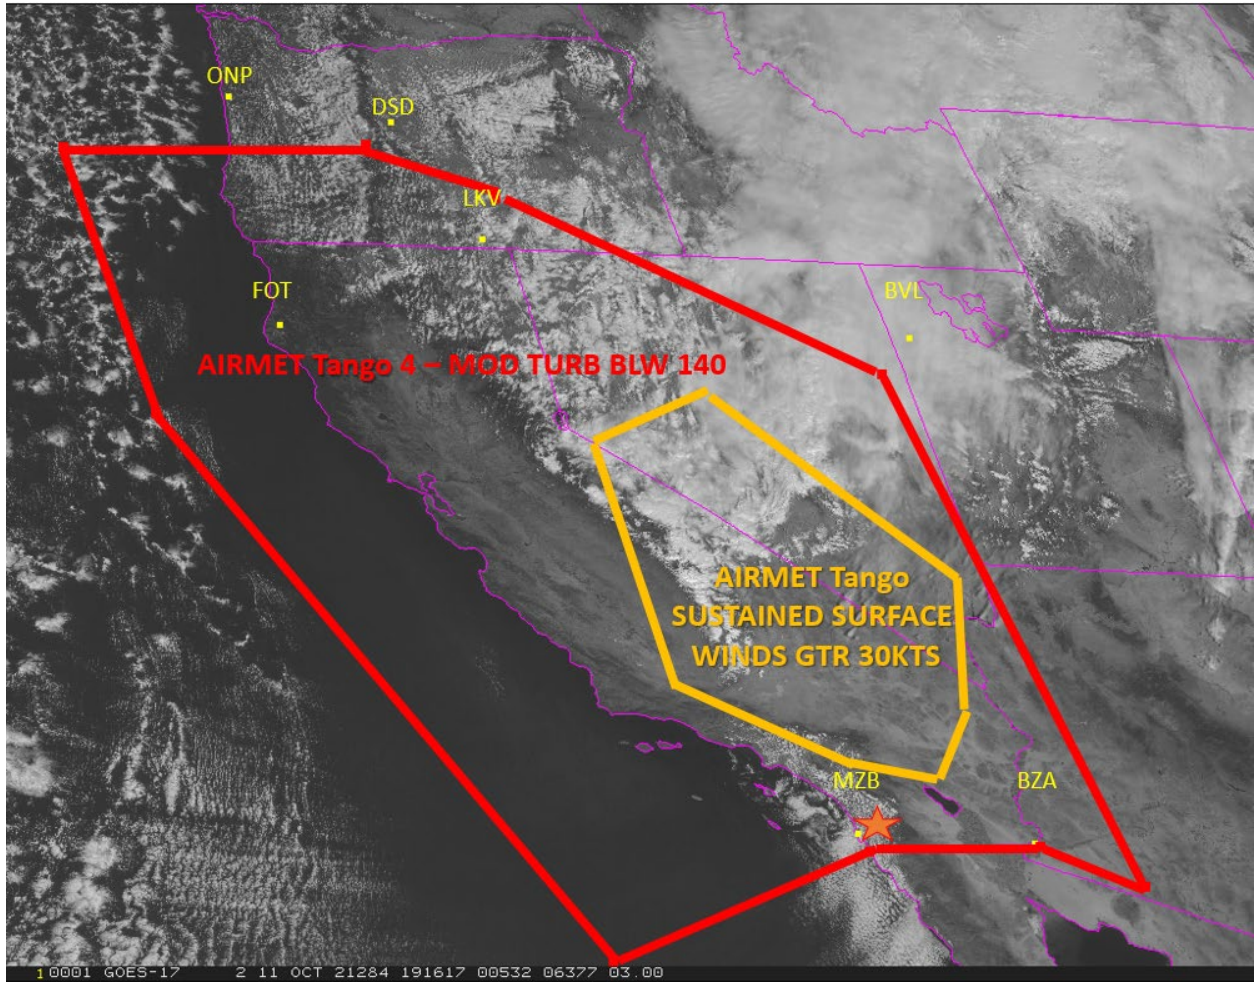 ONP
DSD
LKV
FOT
BVL
AIRMET Tango 4 – MOD TURB BLW 140
AIRMET Tango
SUSTAINED SURFACE
WINDS GTR 30KTS
MZB
BZA
1 0001 GOES-17 2 11 OCT 21284 191617 00532 06377 03.00